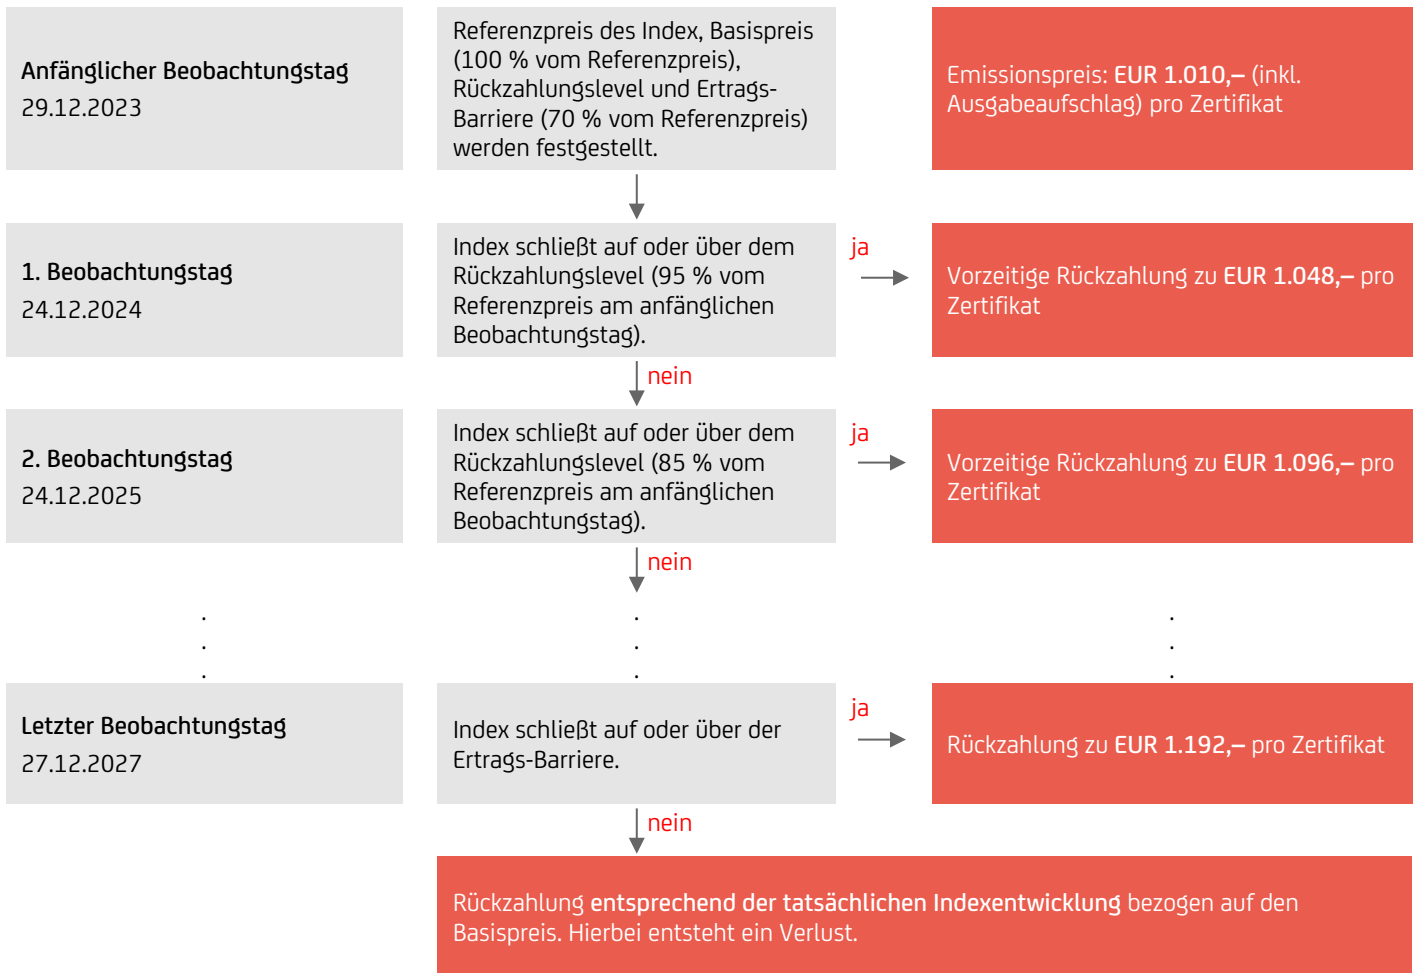 Anfänglicher Beobachtungstag
29.12.2023
Referenzpreis des Index, Basispreis
(100 % vom Referenzpreis),
Rückzahlungslevel und Ertrags-
Barriere (70 % vom Referenzpreis)
werden festgestellt.
Emissionspreis: EUR 1.010,– (inkl.
Ausgabeaufschlag) pro Zertifikat
1. Beobachtungstag
24.12.2024
Index schließt auf oder über dem
Rückzahlungslevel (95 % vom
Referenzpreis am anfänglichen
Beobachtungstag).
ja
Vorzeitige Rückzahlung zu EUR 1.048,– pro
Zertifikat
nein
2. Beobachtungstag
24.12.2025
Index schließt auf oder über dem
Rückzahlungslevel (85 % vom
Referenzpreis am anfänglichen
Beobachtungstag).
ja
Vorzeitige Rückzahlung zu EUR 1.096,– pro
Zertifikat
nein
. . .
. . .
. . .
Letzter Beobachtungstag
27.12.2027
Index schließt auf oder über der
Ertrags-Barriere.
ja
Rückzahlung zu EUR 1.192,– pro Zertifikat
nein
Rückzahlung entsprechend der tatsächlichen Indexentwicklung bezogen auf den
Basispreis. Hierbei entsteht ein Verlust.